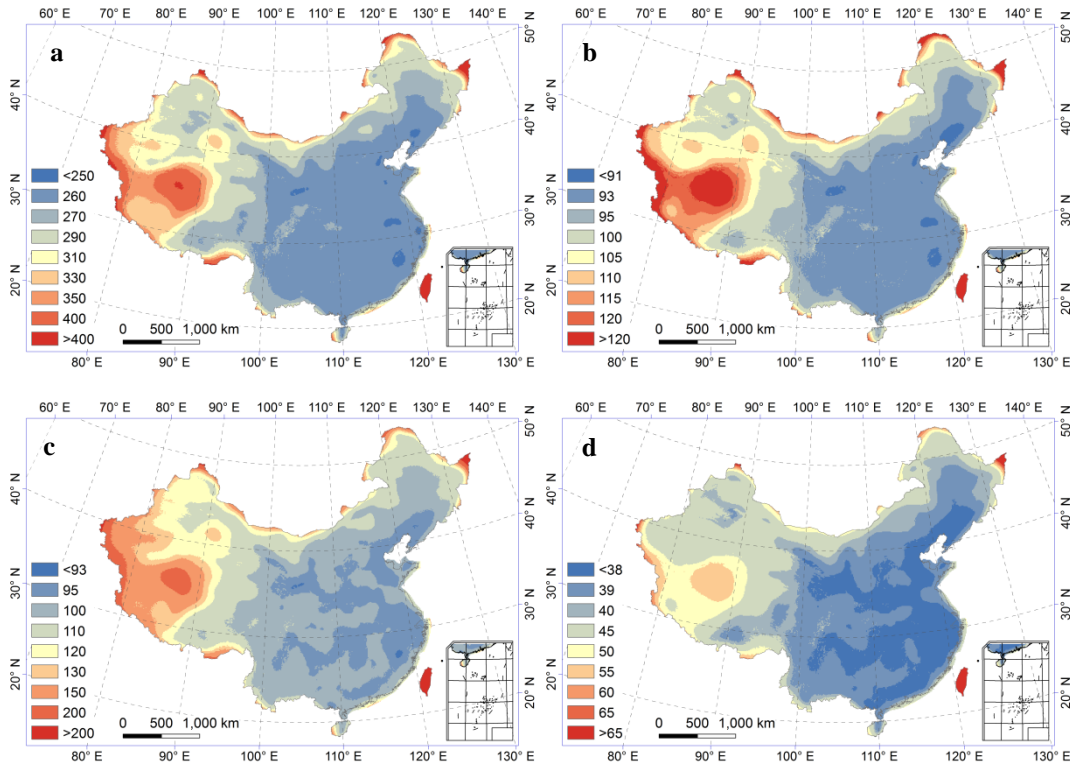 60° E 70° E 80° E 90° E 100° E 110° E 120° E 130° E 140° E
50° N
40° N
30° N
20° N
a
40° N
30° N
20° N
<250
260
270
290
310
330
350
400
>400
0 500 1,000 km
80° E 90° E 100° E 110° E 120° E 130° E
60° E 70° E 80° E 90° E 100° E 110° E 120° E 130° E 140° E
50° N
40° N
30° N
20° N
b
40° N
30° N
20° N
<91
93
95
100
105
110
115
120
>120
0 500 1,000 km
80° E 90° E 100° E 110° E 120° E 130° E
60° E 70° E 80° E 90° E 100° E 110° E 120° E 130° E 140° E
50° N
40° N
30° N
20° N
c
40° N
30° N
20° N
<93
95
100
110
120
130
150
200
>200
0 500 1,000 km
80° E 90° E 100° E 110° E 120° E 130° E
60° E 70° E 80° E 90° E 100° E 110° E 120° E 130° E 140° E
50° N
40° N
30° N
20° N
d
40° N
30° N
20° N
<38
39
40
45
50
55
60
65
>65
0 500 1,000 km
80° E 90° E 100° E 110° E 120° E 130° E